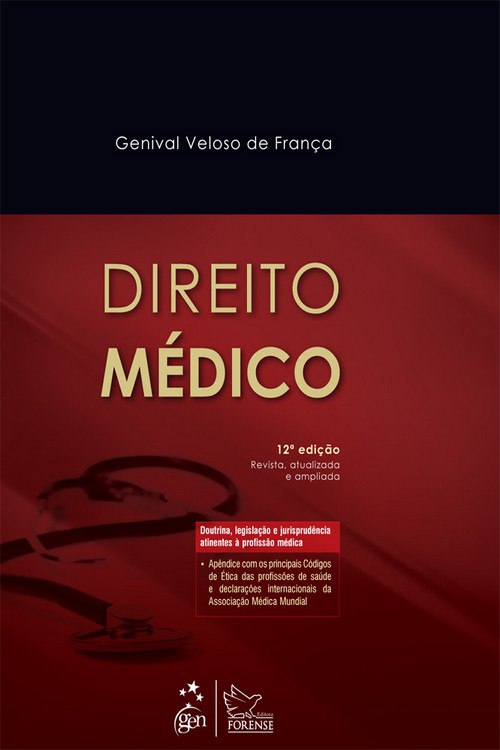 Genival Veloso de França
DIREITO
MÉDICO
12ª edição
Revista, atualizada
e ampliada
Doutrina, legislação e jurisprudência
atinentes à profissão médica
• Apêndice com os principais Códigos
de Ética das profissões de saúde
e declarações internacionais da
Associação Médica Mundial
gen
Editora
FORENSE